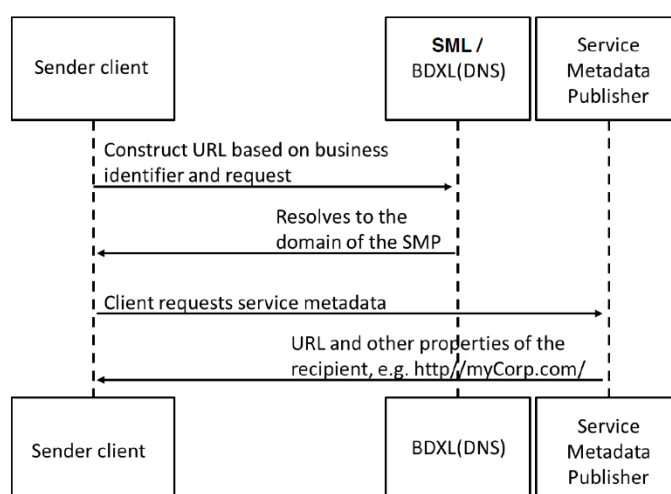 Sender client
SML /
BDXL(DNS)
Service
Metadata
Publisher
Construct URL based on business
identifier and request
Resolves to the
domain of the SMP
Client requests service metadata
URL and other properties of the
recipient, e.g. http//myCorp.com/
Sender client
BDXL(DNS)
Service
Metadata
Publisher